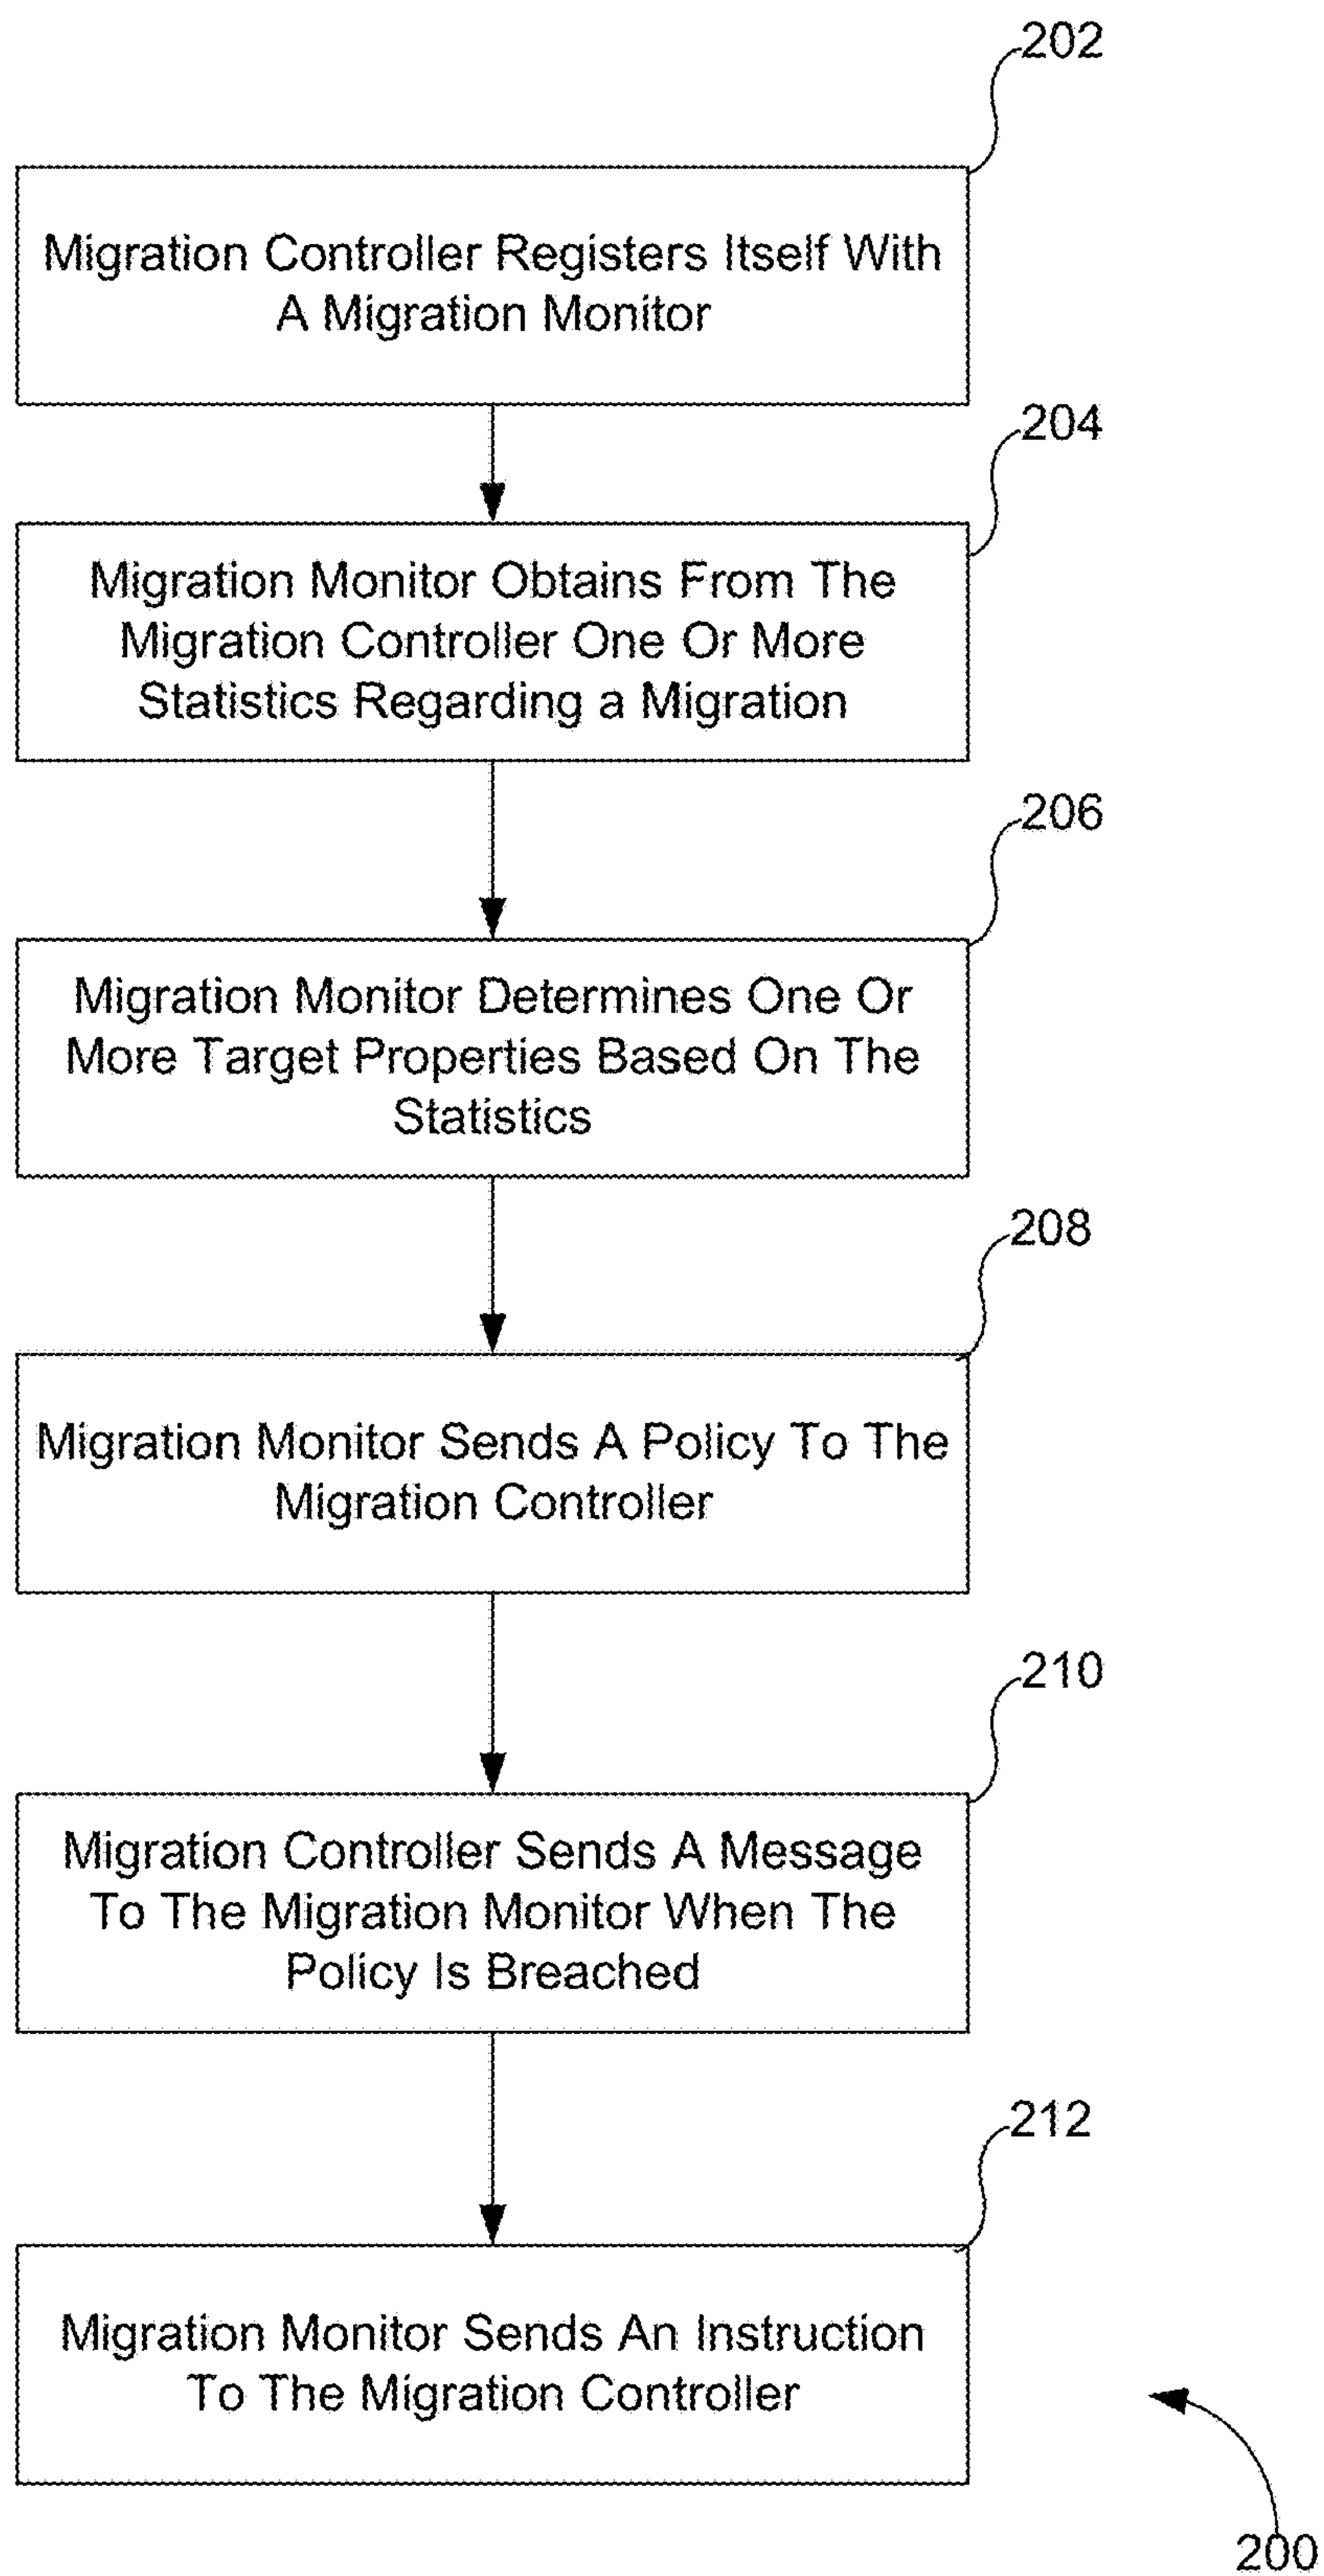 202
Migration Controller Registers Itself With
A Migration Monitor
204
Migration Monitor Obtains From The
Migration Controller One Or More
Statistics Regarding a Migration
206
Migration Monitor Determines One Or
More Target Properties Based On The
Statistics
208
Migration Monitor Sends A Policy To The
Migration Controller
210
Migration Controller Sends A Message
To The Migration Monitor When The
Policy Is Breached
212
Migration Monitor Sends An Instruction
To The Migration Controller
200